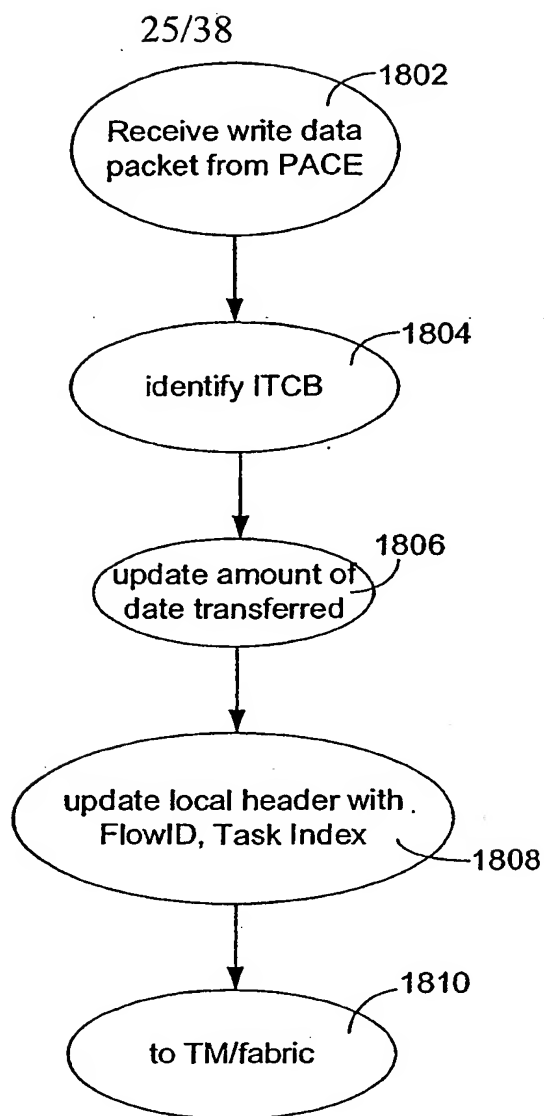 25/38
1802
Receive write data
packet from PACE
1804
identify ITCB
1806
update amount of
date transferred
update local header with
FlowID, Task Index
1808
1810
to TM/fabric